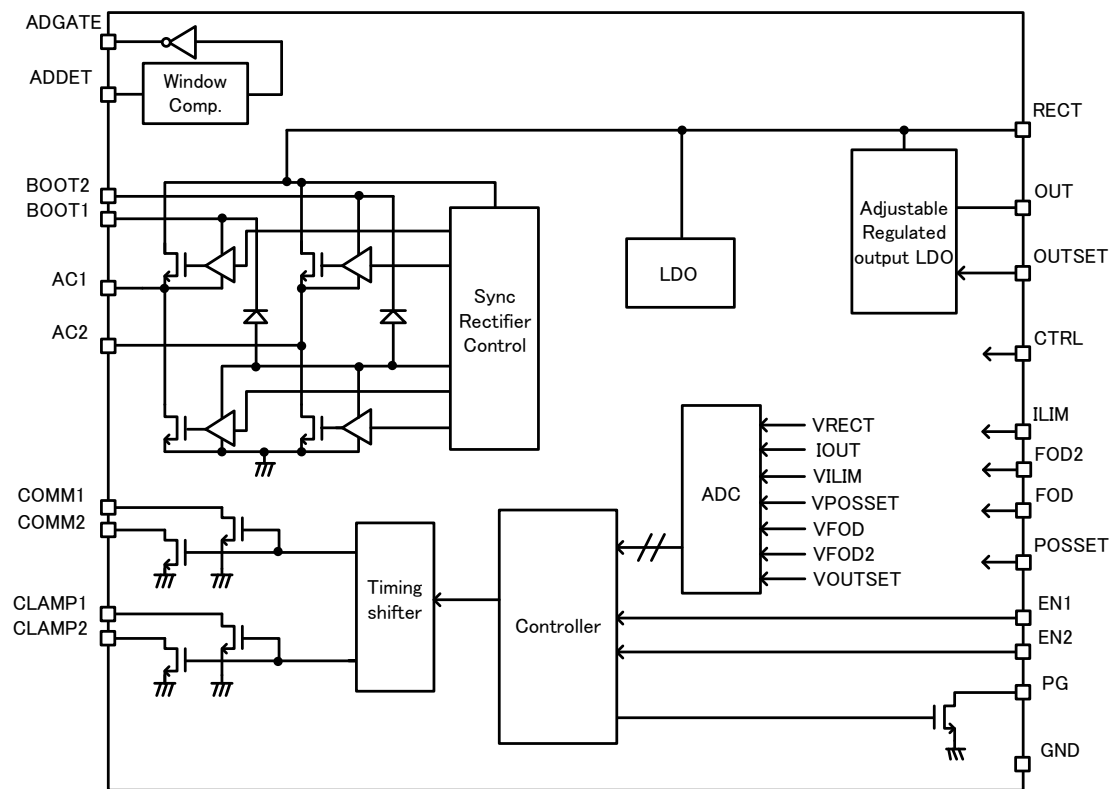 ADGATE
ADDET
Window
Comp.
BOOT2
BOOT1
AC1
AC2
Sync
Rectifier
Control
LDO
Adjustable
Regulated
output LDO
RECT
OUT
OUTSET
CTRL
ILIM
FOD2
FOD
POSSET
EN1
EN2
PG
GND
ADC
VRECT
IOUT
VILIM
VPOSSET
VFOD
VFOD2
VOUTSET
COMM1
COMM2
CLAMP1
CLAMP2
Timing
shifter
Controller